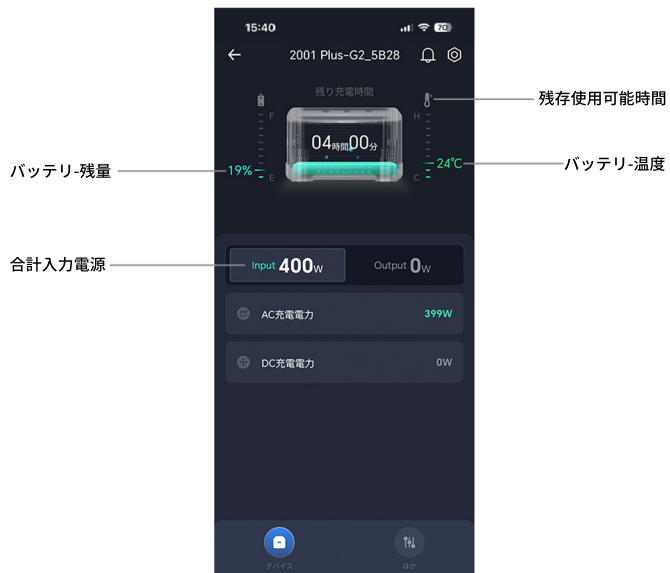 15:40
70
2001 Plus-G2_5B28
残り充電時間
F
H
残存使用可能時間
04時間00分
バッテリ-残量
19%
24℃
バッテリ-温度
E
C
合計入力電源
Input 400W
Output 0W
AC充電電力
399W
DC充電電力
0W
デバイス
ほか